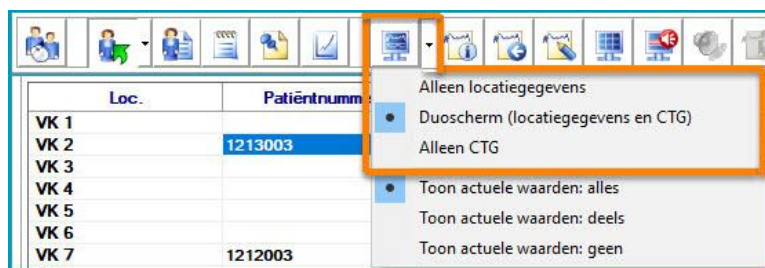 Loc.
Patiëntnumme
VK 1
VK 2
1213003
VK 3
VK 4
VK 5
VK 6
VK 7
1212003
Alleen locatiegegevens
Duoscherm (locatiegegevens en CTG)
Alleen CTG
Toon actuele waarden: alles
Toon actuele waarden: deels
Toon actuele waarden: geen